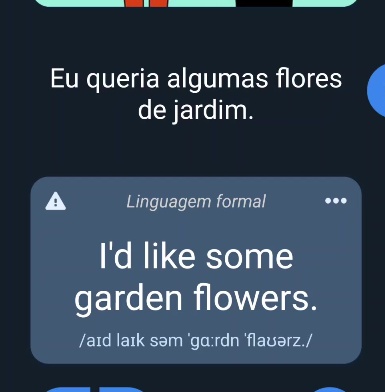 Eu queria algumas flores
de jardim.
Linguagem formal
I'd like some
garden flowers.
/aɪd laɪk səm ˈɡɑːrdn ˈflaʊərz./